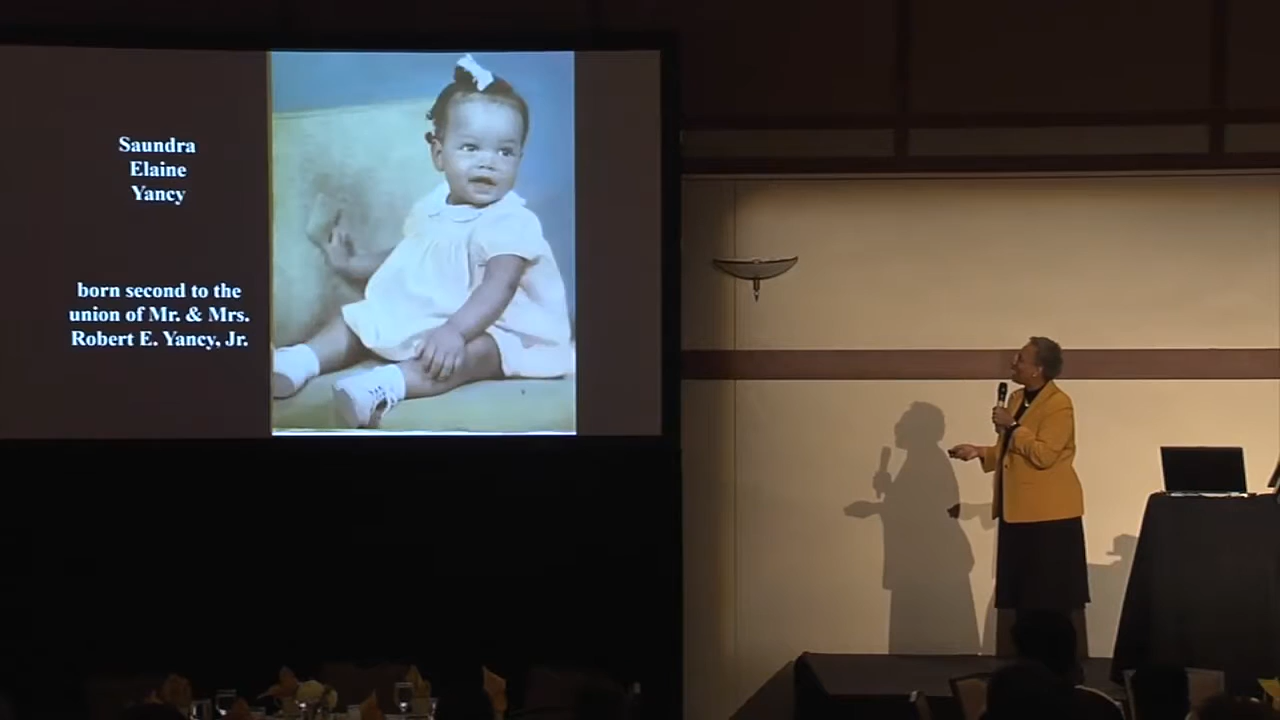 Saundra
Elaine
Yancy
born second to the
union of Mr. & Mrs.
Robert E. Yancy, Jr.